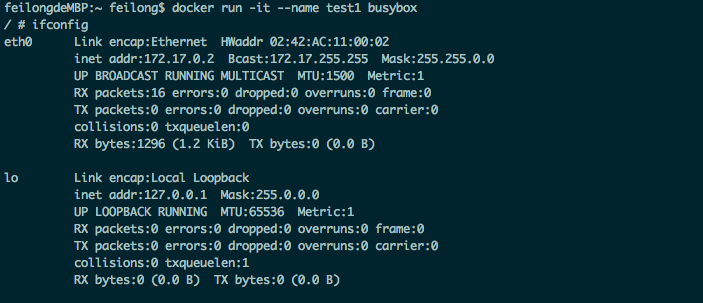 feilongdeMBP:~ feilong$ docker run -it --name test1 busybox
/ # ifconfig
eth0      Link encap:Ethernet  HWaddr 02:42:AC:11:00:02
          inet addr:172.17.0.2  Bcast:172.17.255.255  Mask:255.255.0.0
          UP BROADCAST RUNNING MULTICAST  MTU:1500  Metric:1
          RX packets:16 errors:0 dropped:0 overruns:0 frame:0
          TX packets:0 errors:0 dropped:0 overruns:0 carrier:0
          collisions:0 txqueuelen:0
          RX bytes:1296 (1.2 KiB)  TX bytes:0 (0.0 B)

lo        Link encap:Local Loopback
          inet addr:127.0.0.1  Mask:255.0.0.0
          UP LOOPBACK RUNNING  MTU:65536  Metric:1
          RX packets:0 errors:0 dropped:0 overruns:0 frame:0
          TX packets:0 errors:0 dropped:0 overruns:0 carrier:0
          collisions:0 txqueuelen:1
          RX bytes:0 (0.0 B)  TX bytes:0 (0.0 B)